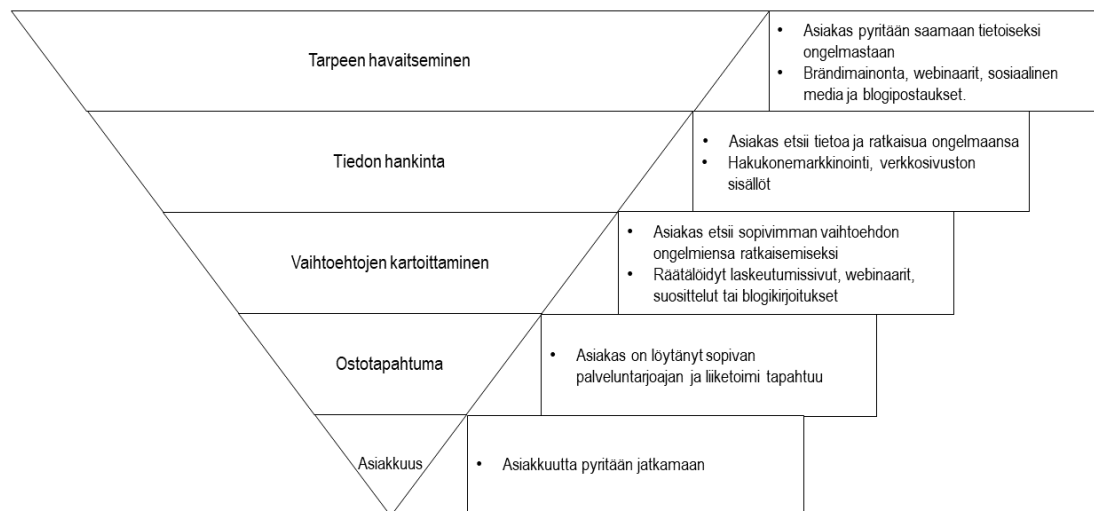 Tarpeen havaitseminen
• Asiakas pyritään saamaan tietoiseksi
ongelmastaan
• Brändimainonta, webinaarit, sosiaalinen
media ja blogipostaukset.
Tiedon hankinta
• Asiakas etsii tietoa ja ratkaisua ongelmaansa
• Hakukonemarkkinointi, verkkosivuston
sisällöt
Vaihtoehtojen kartoittaminen
• Asiakas etsii sopivimman vaihtoehdon
ongelmiensa ratkaisemiseksi
• Räätälöidyt laskeutumissivut, webinaarit,
suosittelut tai blogikirjoitukset
Ostotapahtuma
• Asiakas on löytänyt sopivan
palveluntarjoajan ja liiketoimi tapahtuu
Asiakkuus
• Asiakkuutta pyritään jatkamaan